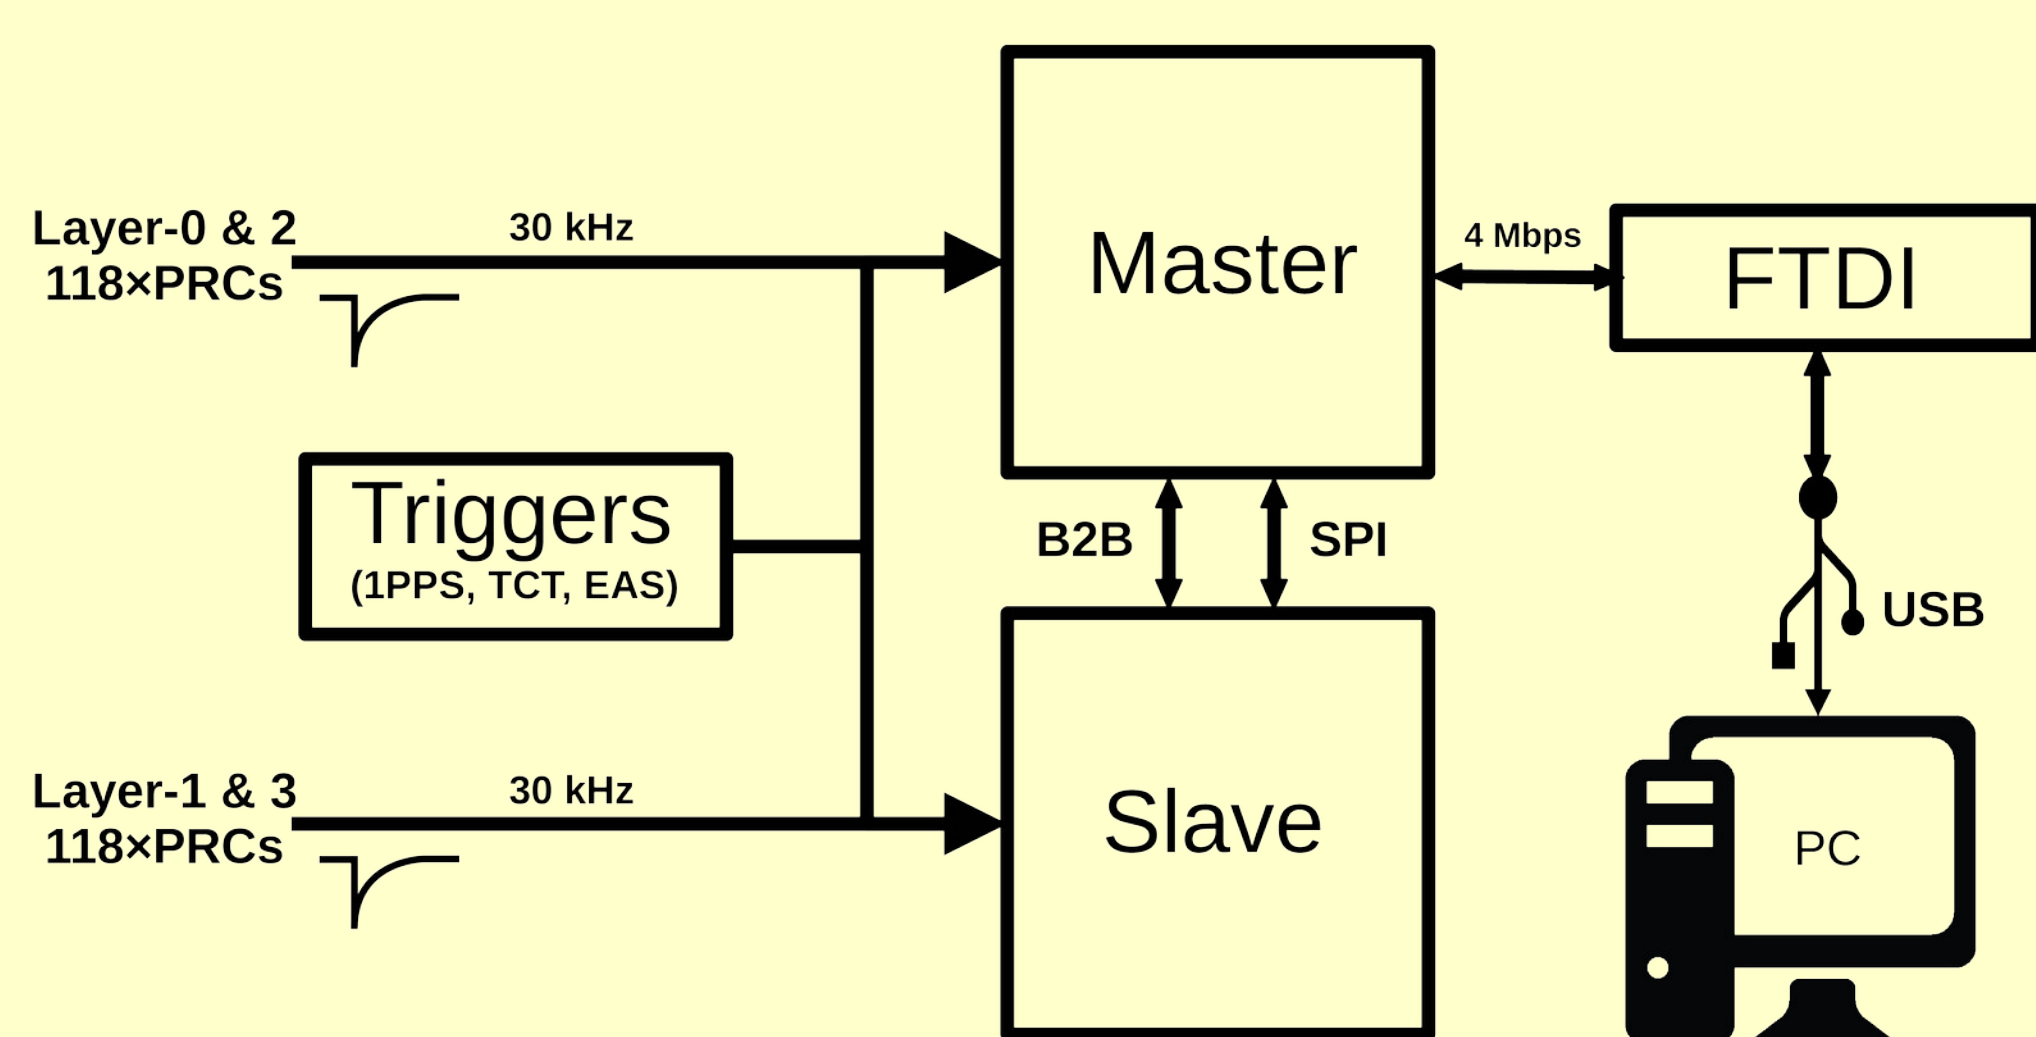 Layer-0 & 2
118×PRCs
30 kHz
Master
4 Mbps
FTDI
Triggers
(1PPS, TCT, EAS)
B2B
SPI
USB
Layer-1 & 3
118×PRCs
30 kHz
Slave
PC